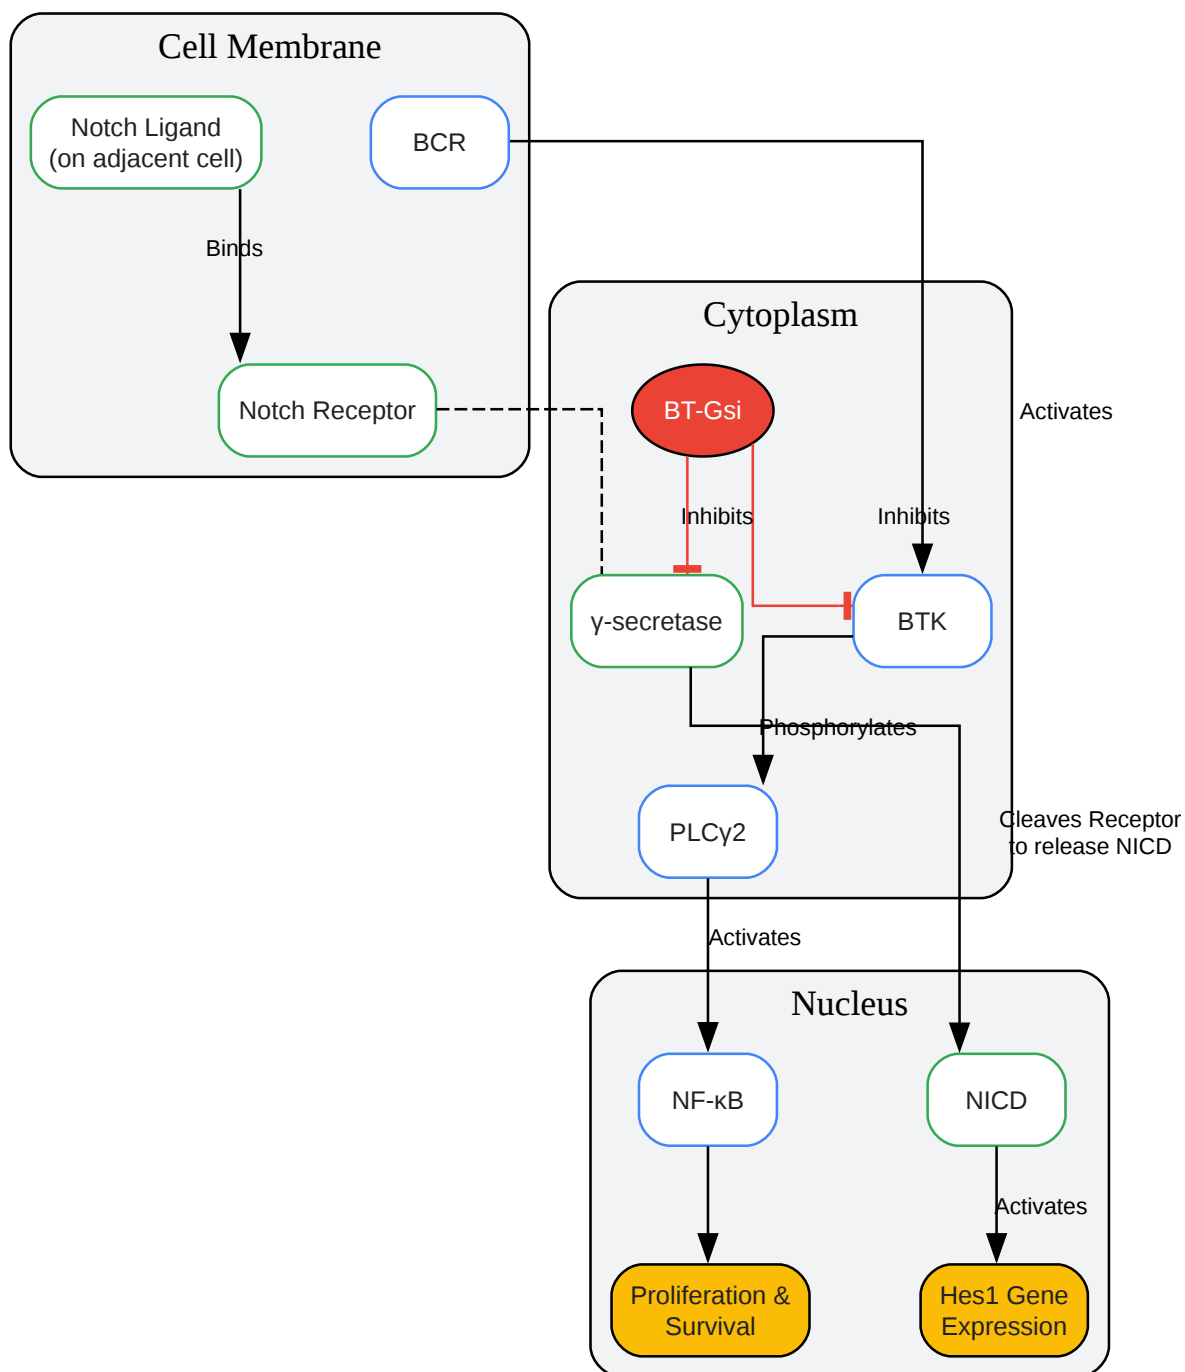 Cell Membrane
Notch Ligand
(on adjacent cell)
BCR
Binds
Cytoplasm
Notch Receptor
BT-Gsi
Activates
Inhibits
Inhibits
γ-secretase
BTK
Phosphorylates
PLCγ2
Cleaves Receptor
to release NICD
Activates
Nucleus
NF-κB
NICD
Activates
Proliferation &
Survival
Hes1 Gene
Expression